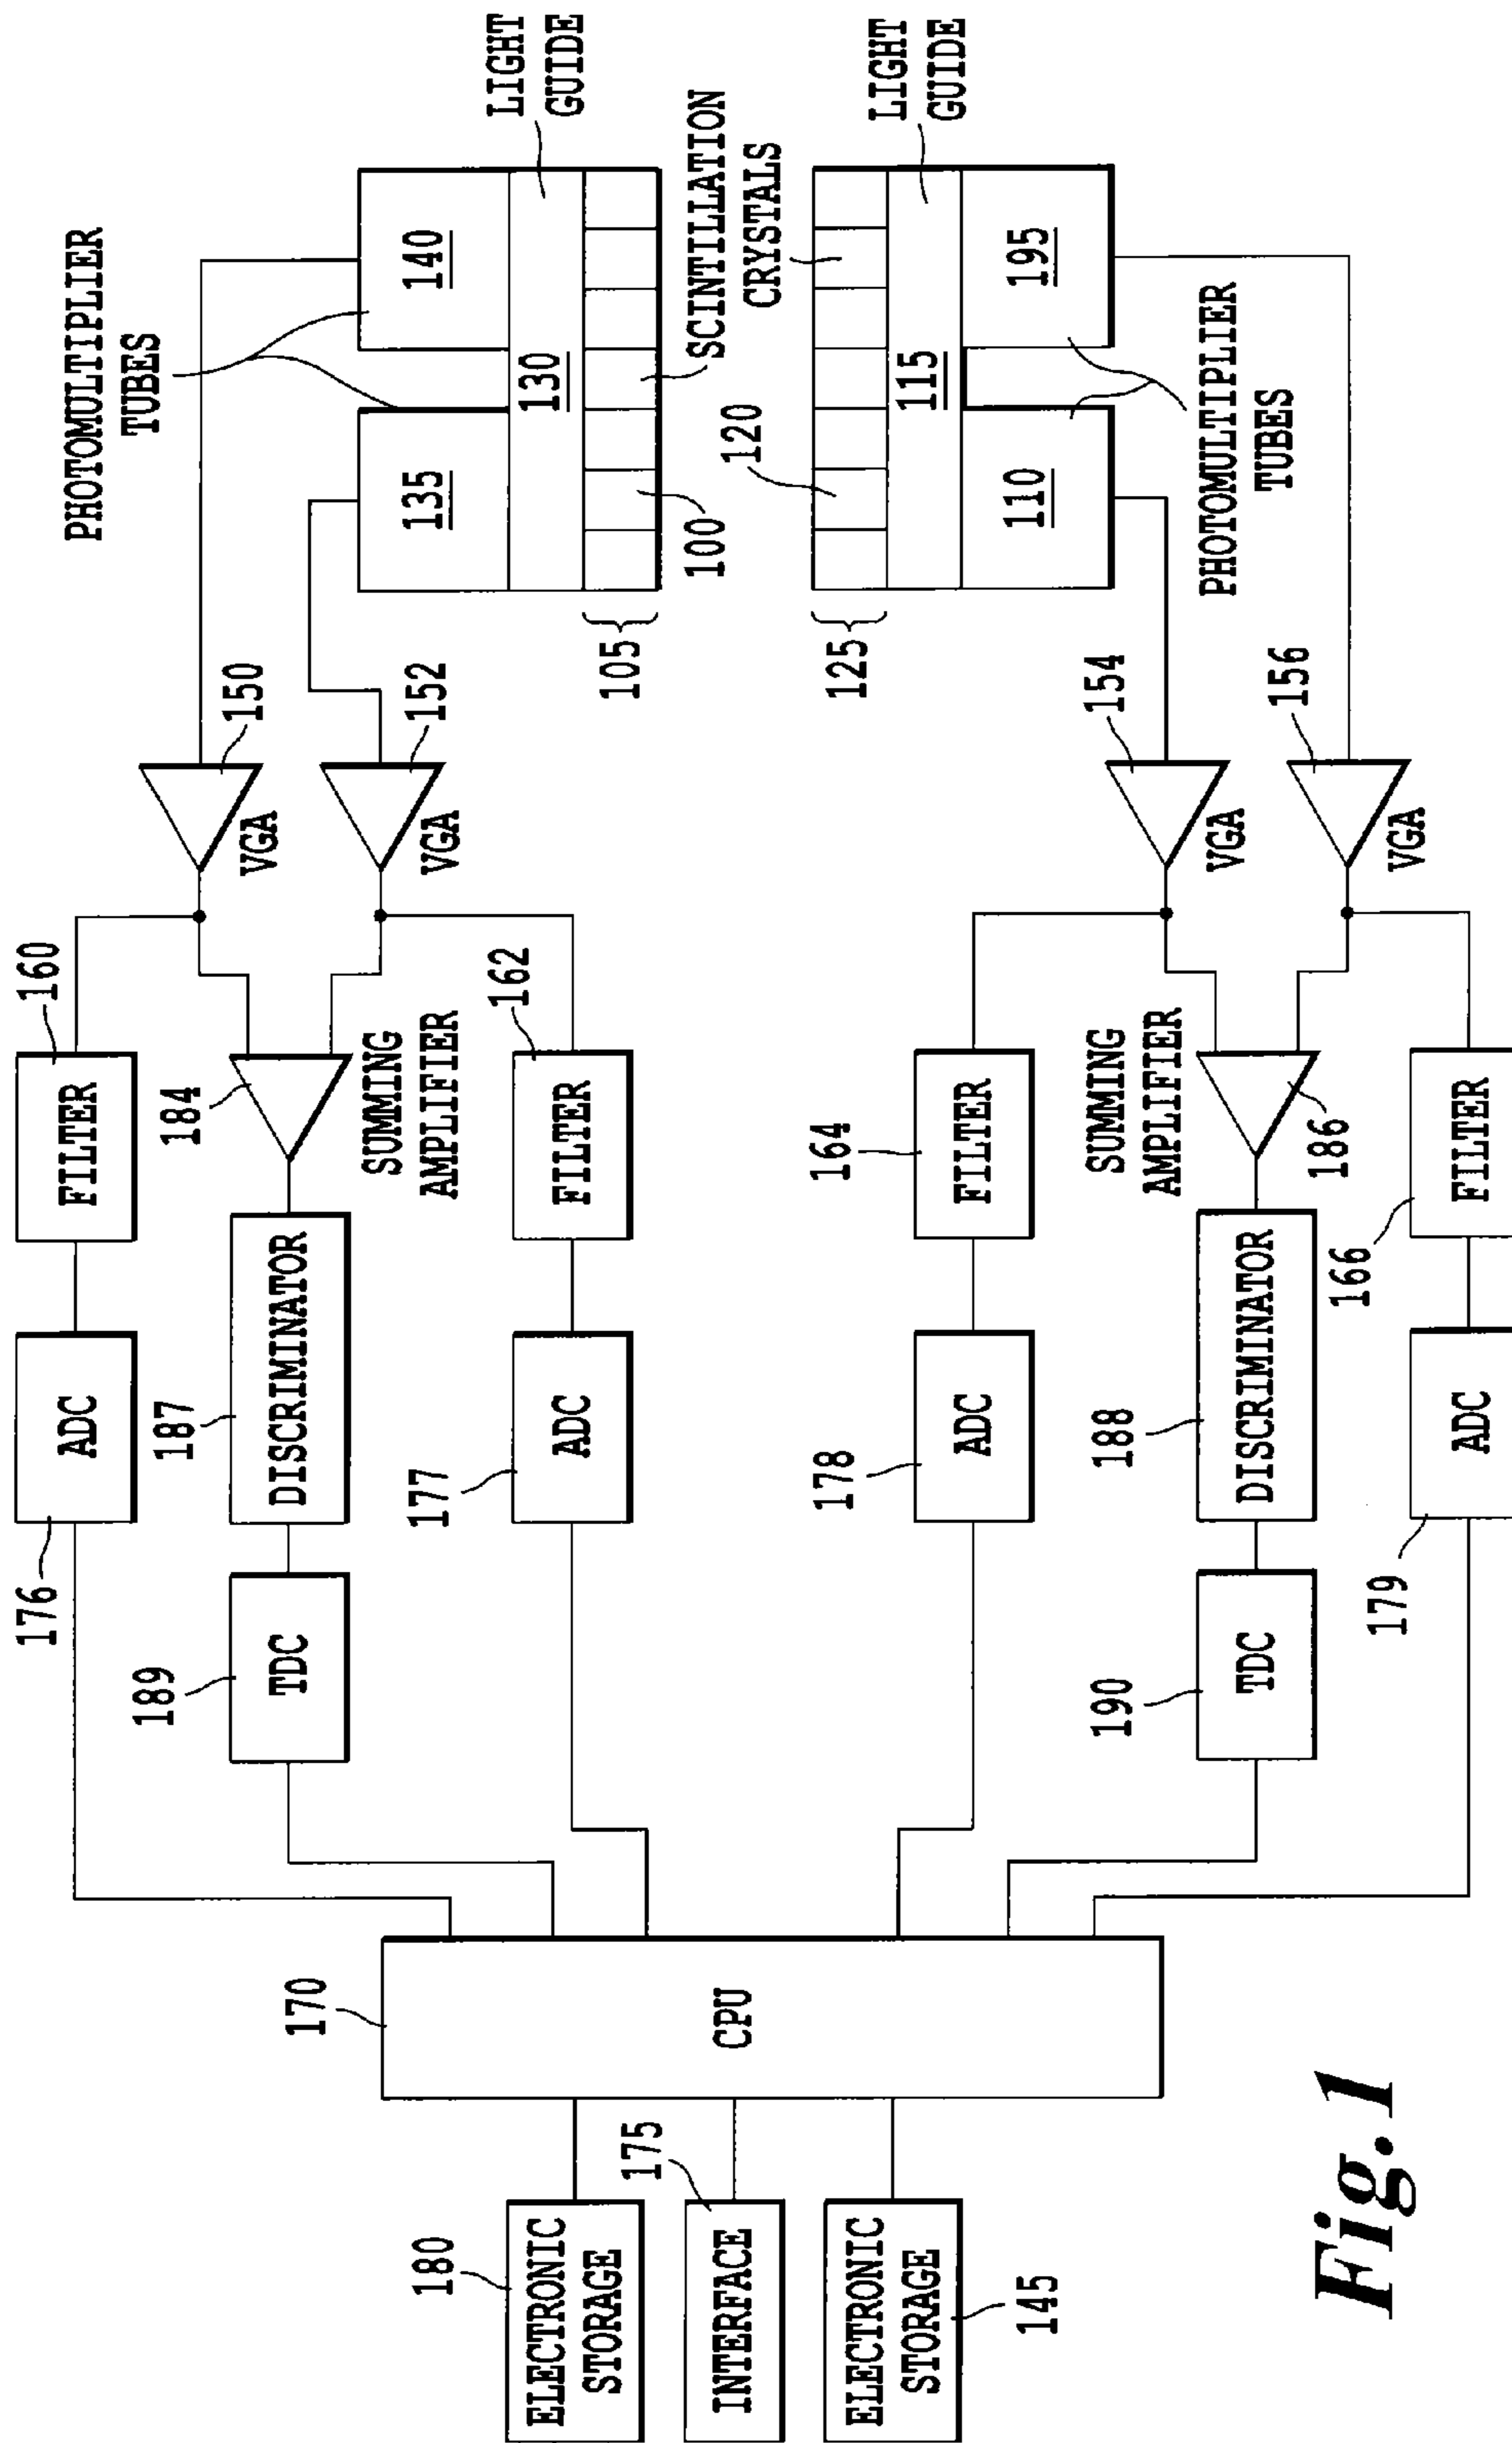 PHOTOMULTIPLIER
TUBES
140
135
130
LIGHT
GUIDE
100
105
SCINTILLATION
CRYSTALS
120
125
115
LIGHT
GUIDE
110
195
PHOTOMULTIPLIER
TUBES
150
VGA
152
VGA
154
VGA
156
VGA
160
FILTER
184
SUMMING
AMPLIFIER
162
FILTER
164
FILTER
SUMMING
AMPLIFIER
186
166
FILTER
176
ADC
187
DISCRIMINATOR
177
ADC
178
ADC
188
DISCRIMINATOR
179
ADC
189
TDC
190
TDC
170
CPU
180
ELECTRONIC
STORAGE
175
INTERFACE
ELECTRONIC
STORAGE
145
Fig. 1